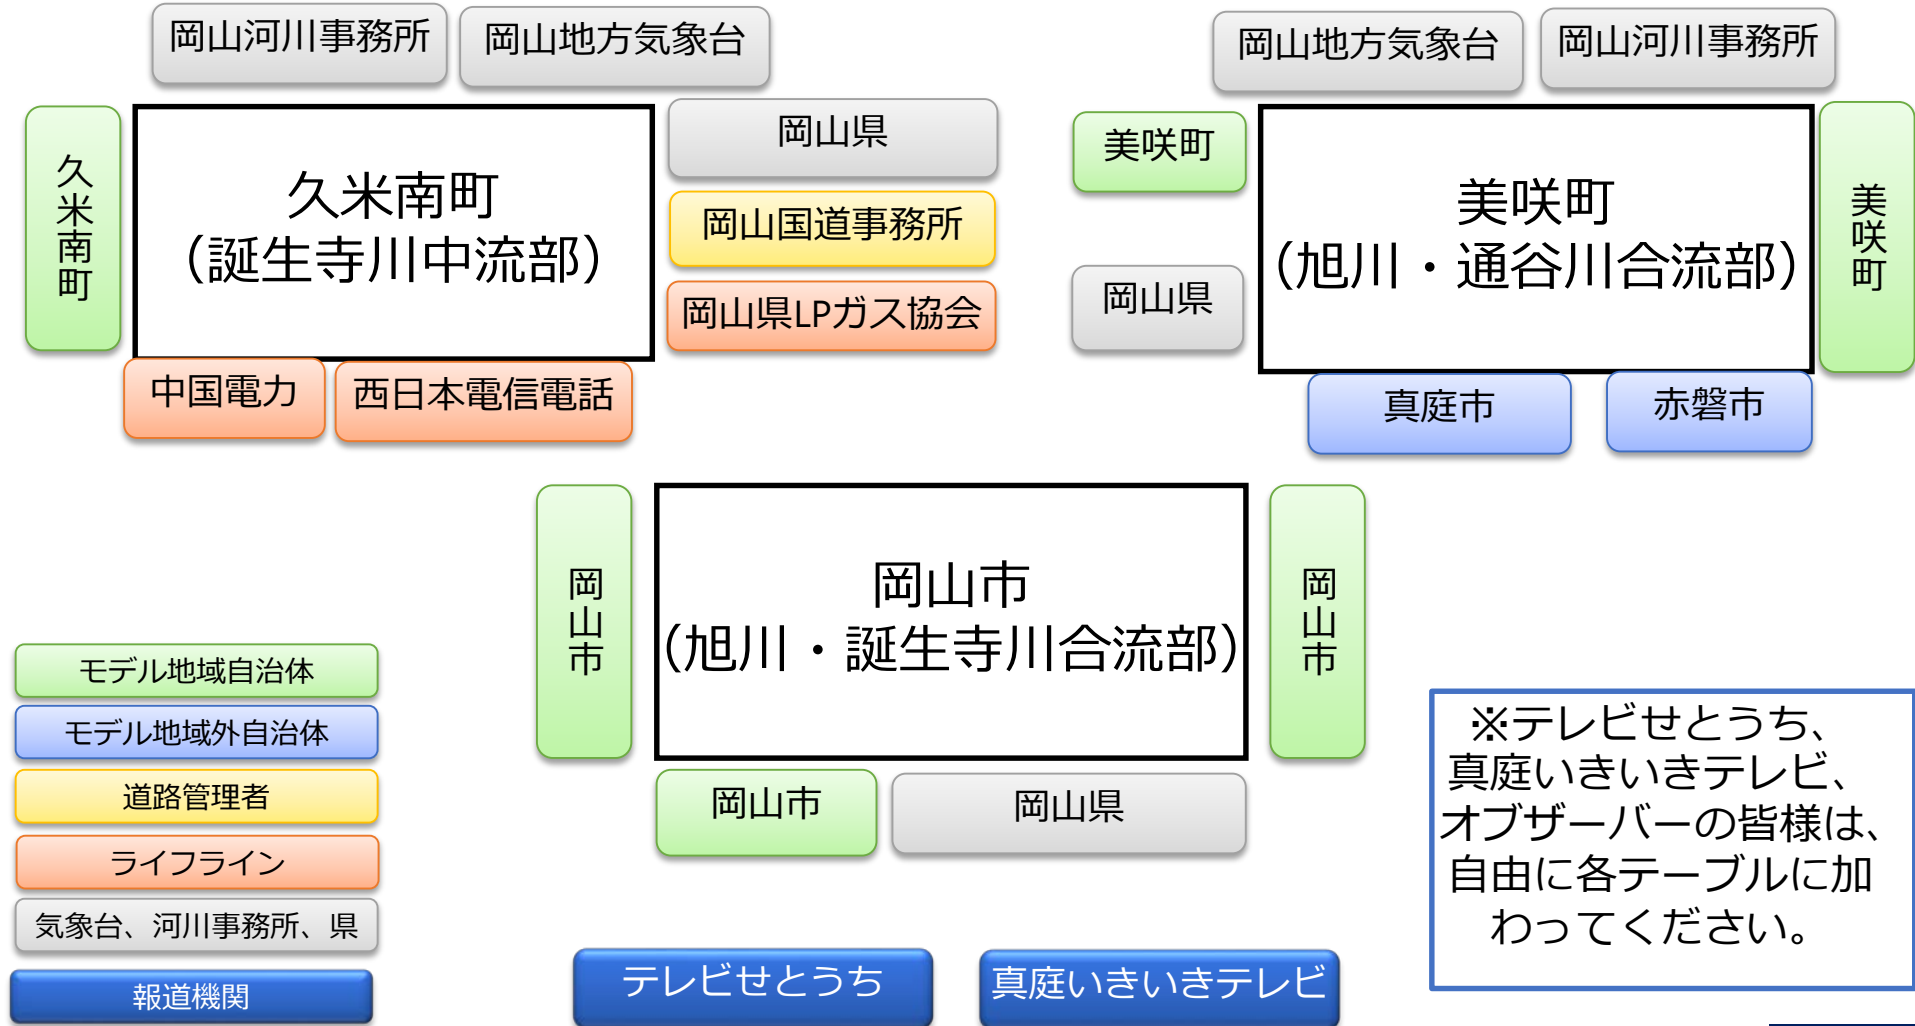 岡山河川事務所
岡山地方気象台
久米南町
久米南町
（誕生寺川中流部）
岡山県
岡山国道事務所
岡山県LPガス協会
中国電力
西日本電信電話
岡山地方気象台
岡山河川事務所
美咲町
岡山県
美咲町
（旭川・通谷川合流部）
美咲町
真庭市
赤磐市
岡山市
岡山市
（旭川・誕生寺川合流部）
岡山市
岡山市
岡山県
モデル地域自治体
モデル地域外自治体
道路管理者
ライフライン
気象台、河川事務所、県
報道機関
テレビせとうち
真庭いきいきテレビ
※テレビせとうち、
真庭いきいきテレビ、
オブザーバーの皆様は、
自由に各テーブルに加
わってください。